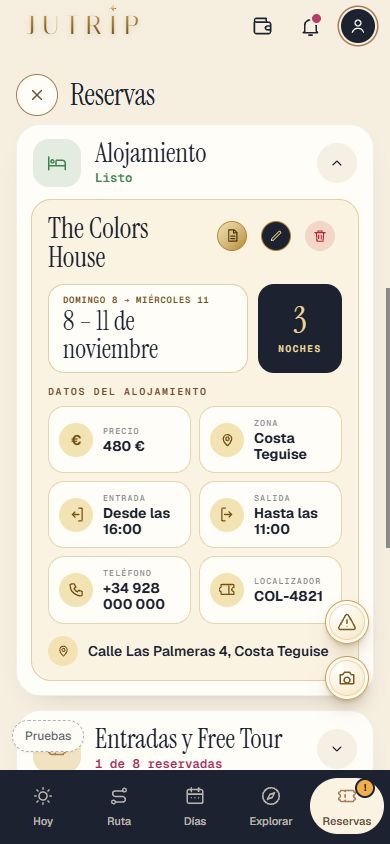 JUTRIP
Reservas
Alojamiento
Listo
The Colors
House
DOMINGO 8 → MIÉRCOLES 11
8 – 11 de
noviembre
3
NOCHES
DATOS DEL ALOJAMIENTO
€
PRECIO
480 €
ZONA
Costa
Teguise
ENTRADA
Desde las
16:00
SALIDA
Hasta las
11:00
TELÉFONO
+34 928
000 000
LOCALIZADOR
COL-4821
Calle Las Palmeras 4, Costa Teguise
Pruebas
Entradas y Free Tour
1 de 8 reservadas
Hoy
Ruta
Días
Explorar
!
Reservas